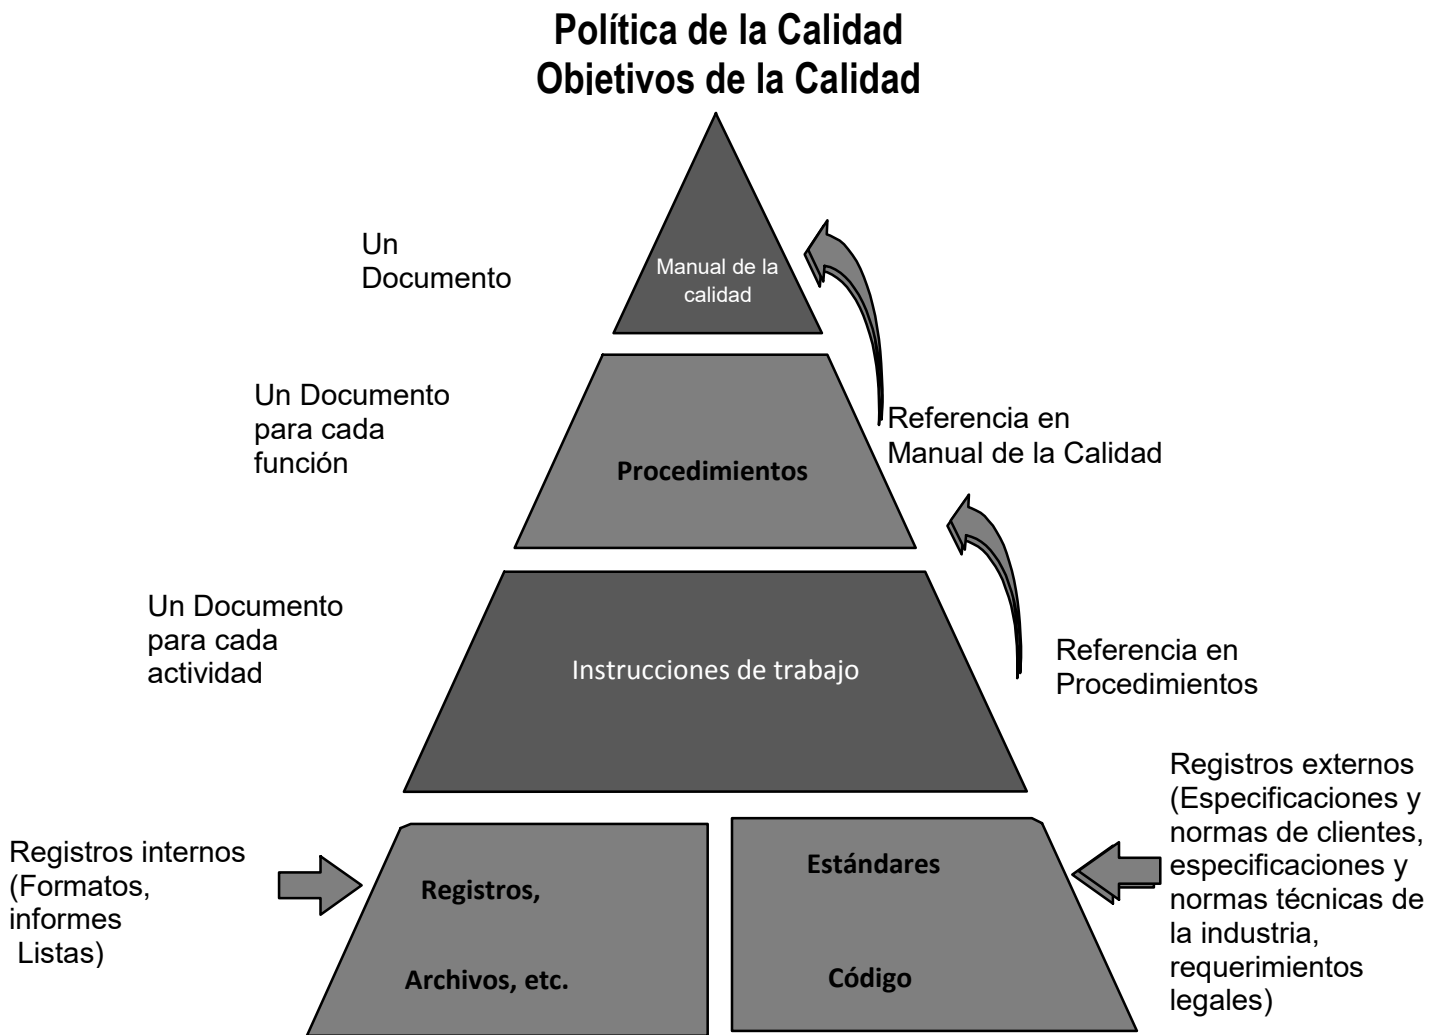 Política de la Calidad
Objetivos de la Calidad
Un
Documento
Manual de la
calidad
Un Documento
para cada
función
Procedimientos
Referencia en
Manual de la Calidad
Un Documento
para cada
actividad
Instrucciones de trabajo
Referencia en
Procedimientos
Registros internos
(Formatos,
informes
Listas)
Registros,
Archivos, etc.
Estándares
Código
Registros externos
(Especificaciones y
normas de clientes,
especificaciones y
normas técnicas de
la industria,
requerimientos
legales)